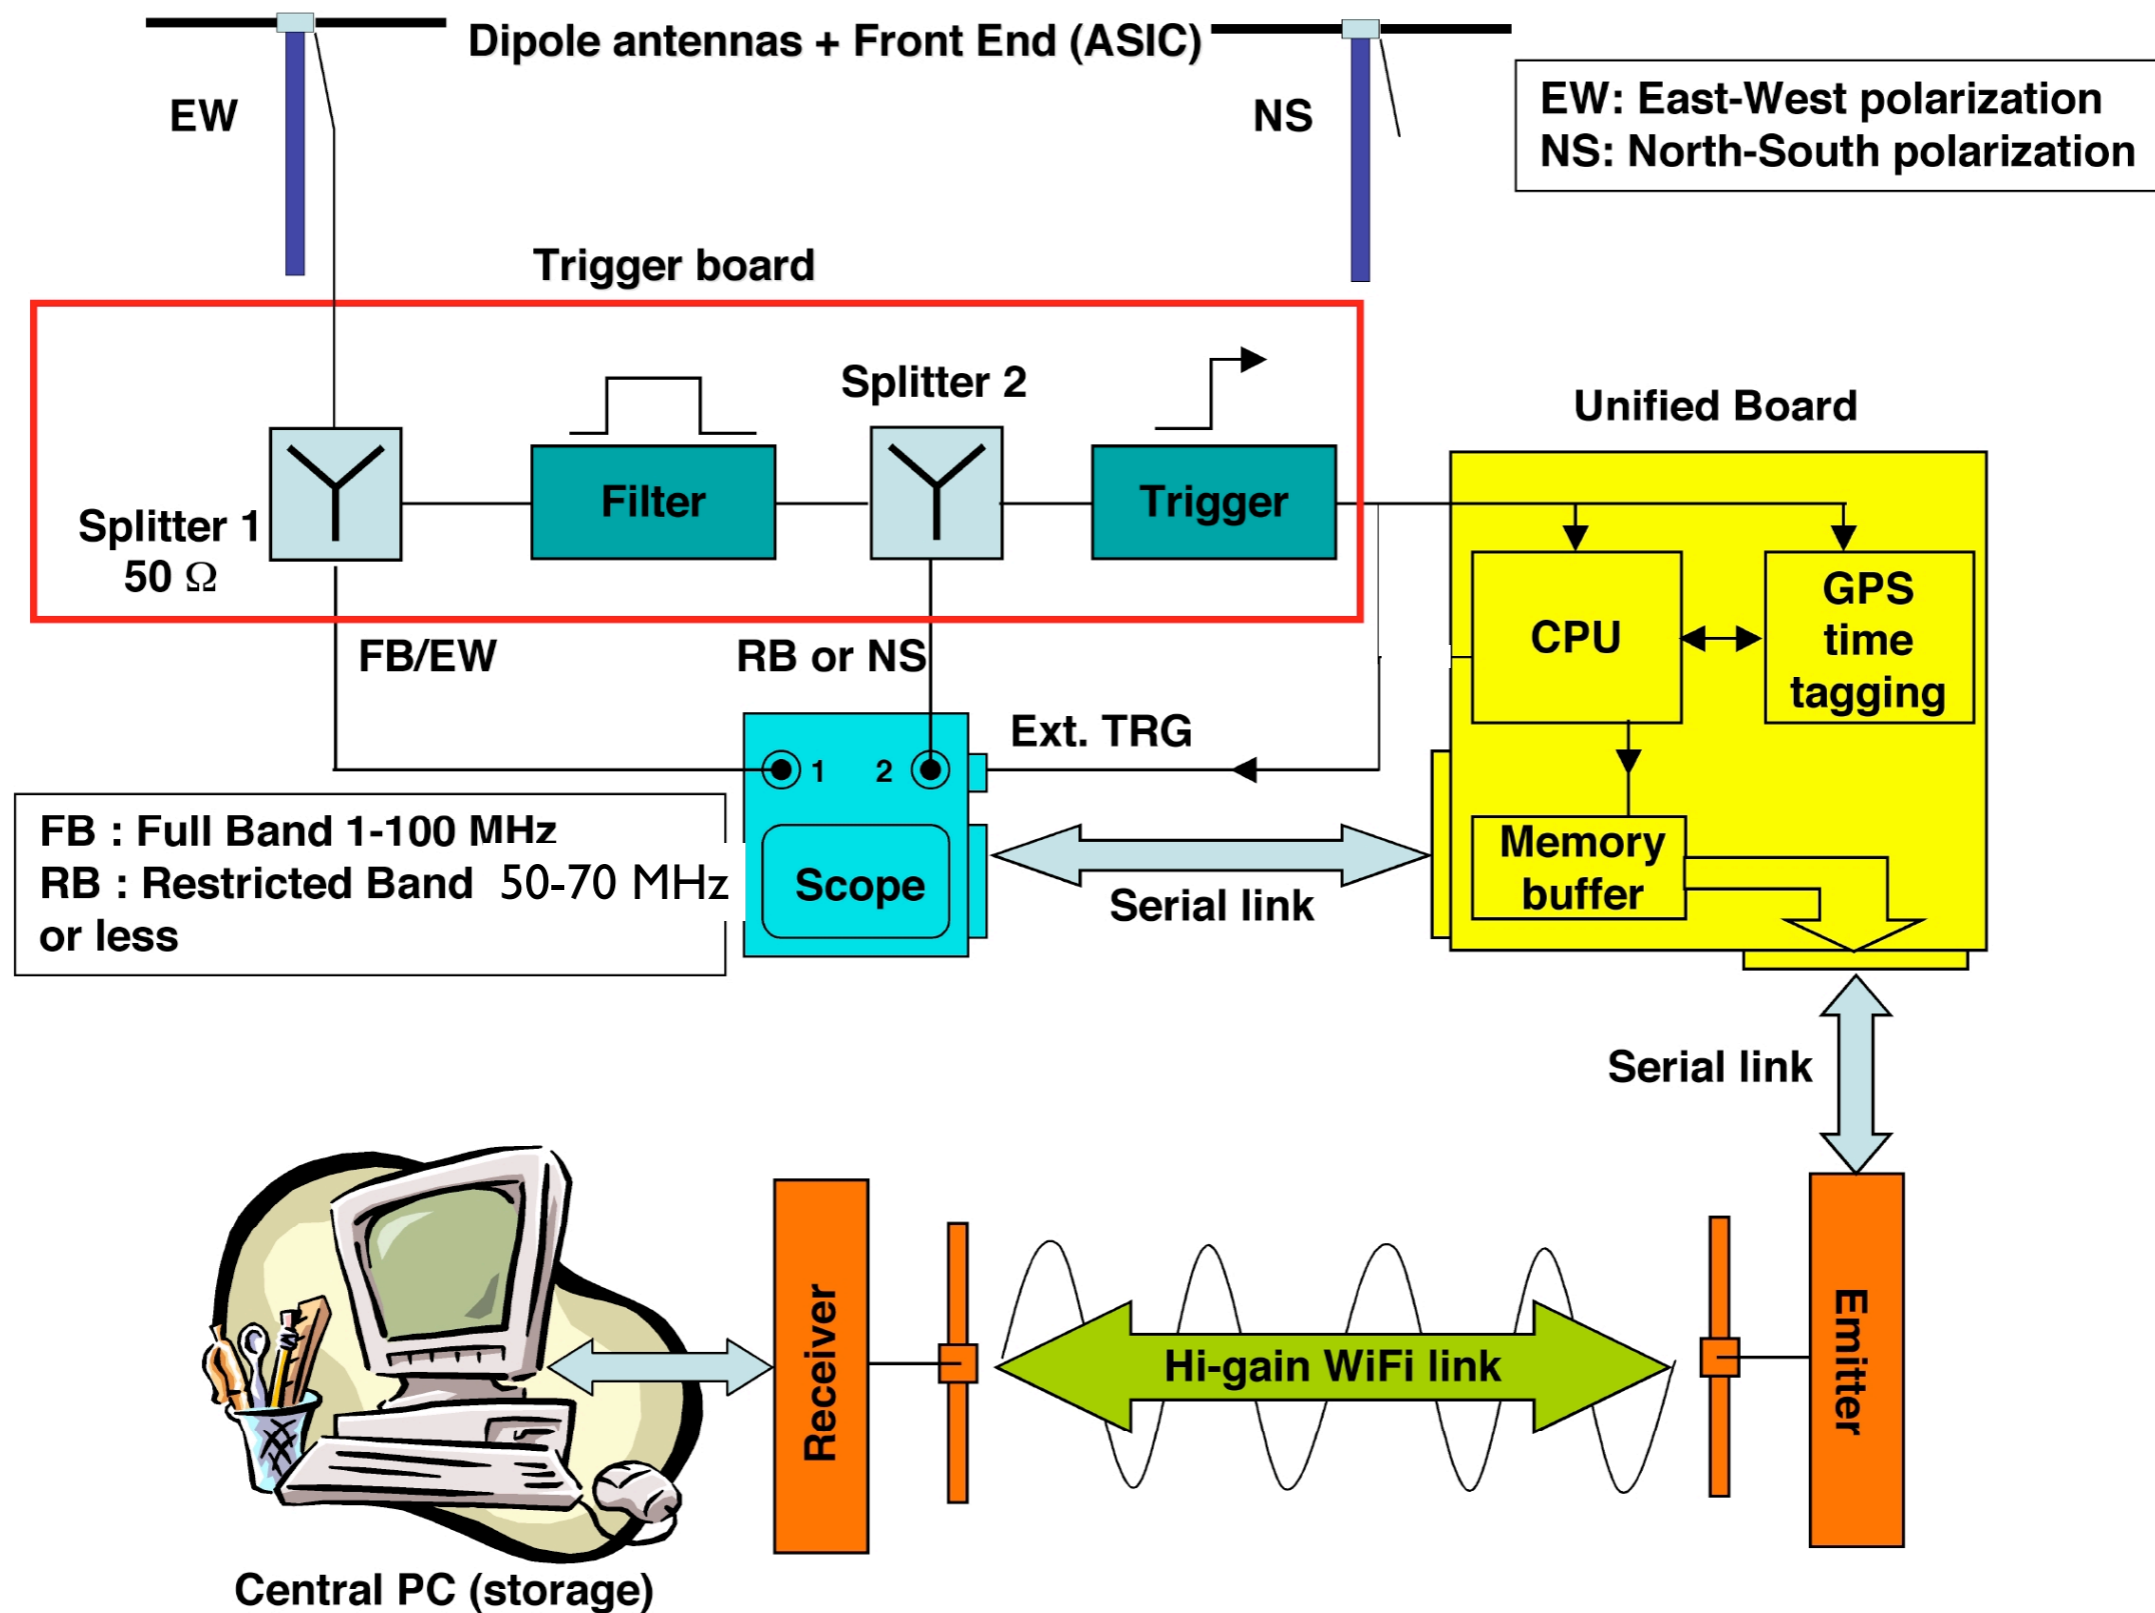 Dipole antennas + Front End (ASIC)
EW
NS
EW: East-West polarization
NS: North-South polarization
Trigger board
Splitter 2
Unified Board
Splitter 1
50 Ω
Filter
Trigger
CPU
GPS
time
tagging
FB/EW
RB or NS
Ext. TRG
1
2
Scope
FB : Full Band 1-100 MHz
RB : Restricted Band 50-70 MHz
or less
Serial link
Memory
buffer
Serial link
Receiver
Hi-gain WiFi link
Emitter
Central PC (storage)